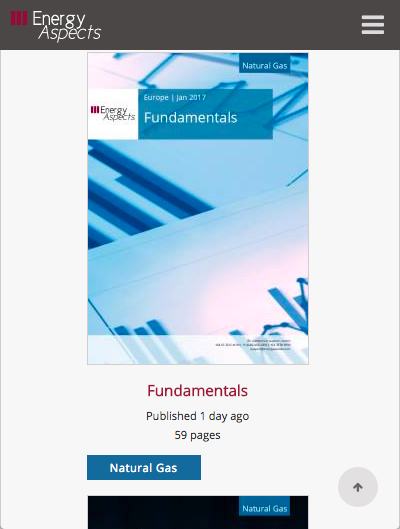 Energy
Aspects
Natural Gas
Europe | Jan 2017
Energy
Aspects
Fundamentals
Fundamentals
Published 1 day ago
59 pages
Natural Gas
Natural Gas